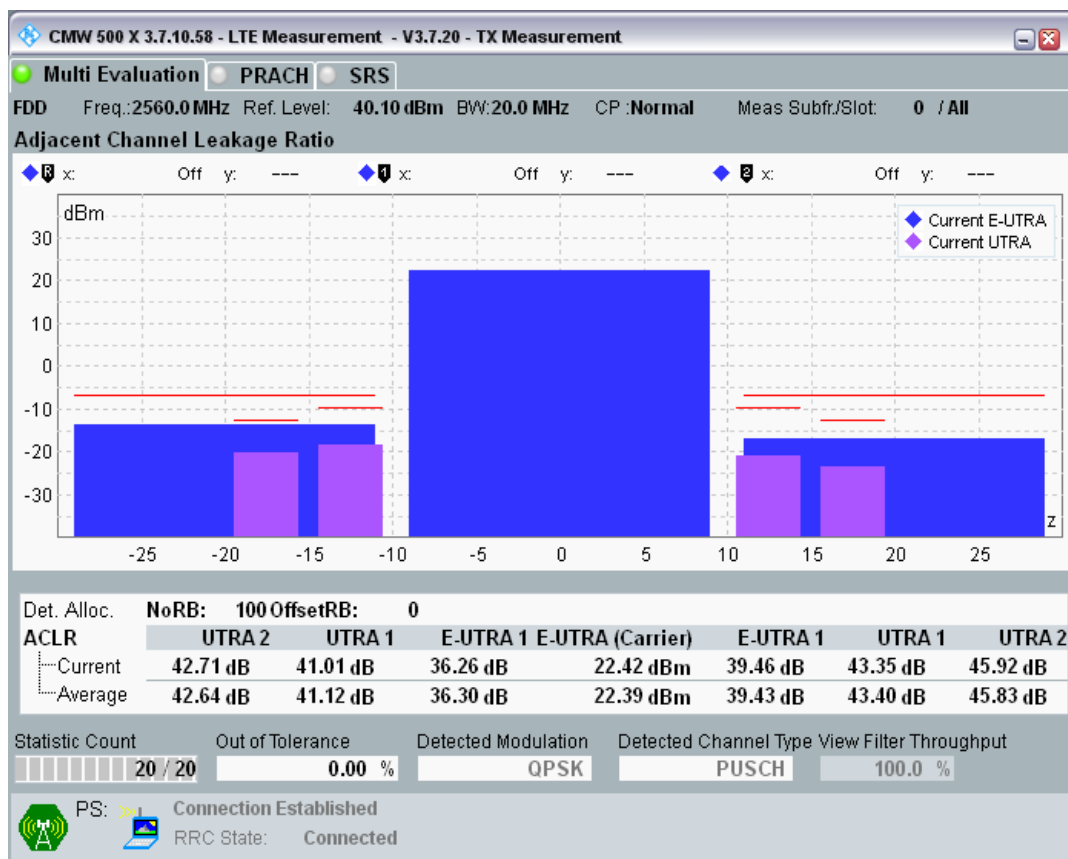 CMW 500 X 3.7.10.58 - LTE Measurement - V3.7.20 - TX Measurement
Multi Evaluation PRACH SRS
FDD Freq.:2560.0 MHz Ref. Level: 40.10 dBm BW:20.0 MHz CP :Normal Meas Subfr./Slot: 0 / All
Adjacent Channel Leakage Ratio
R x: Off y: --- 1 x: Off y: --- 2 x: Off y: ---
dBm
Current E-UTRA
Current UTRA
30
20
10
0
-10
-20
-30
z
-25 -20 -15 -10 -5 0 5 10 15 20 25
Det. Alloc. NoRB: 100 OffsetRB: 0
ACLR UTRA 2 UTRA 1 E-UTRA 1 E-UTRA (Carrier) E-UTRA 1 UTRA 1 UTRA 2
Current 42.71 dB 41.01 dB 36.26 dB 22.42 dBm 39.46 dB 43.35 dB 45.92 dB
Average 42.64 dB 41.12 dB 36.30 dB 22.39 dBm 39.43 dB 43.40 dB 45.83 dB
Statistic Count Out of Tolerance Detected Modulation Detected Channel Type View Filter Throughput
20 / 20 0.00 % QPSK PUSCH 100.0 %
PS: Connection Established
RRC State: Connected